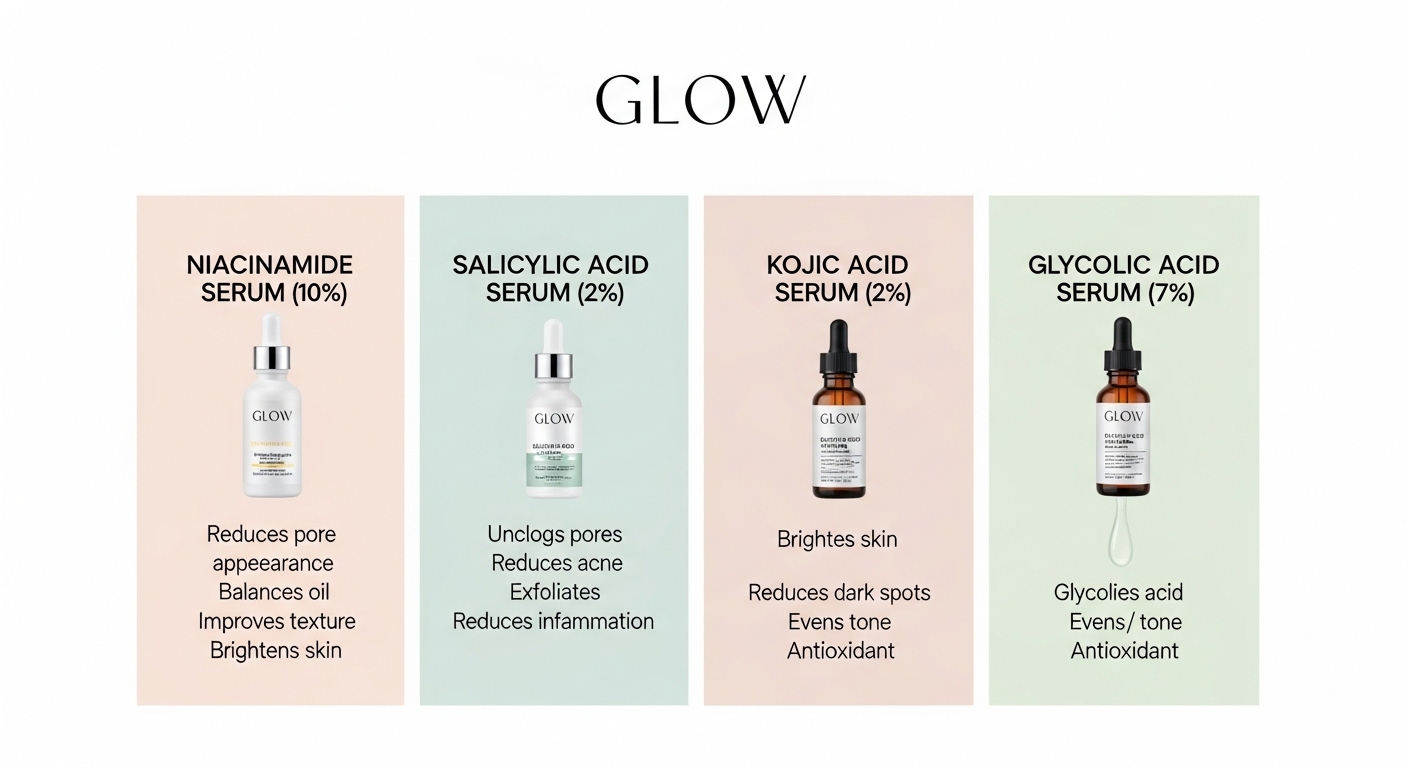 GLOW
NIACINAMIDE
SERUM (10%)
GLOW
Reduces pore
appeearance
Balances oil
Improves texture
Brightens skin
SALICYLIC ACID
SERUM (2%)
GLOW
Unclogs pores
Reduces acne
Exfoliates
Reduces infammation
KOJIC ACID
SERUM (2%)
GLOW
Brightes skin
Reduces dark spots
Evens tone
Antioxidant
GLYCOLIC ACID
SERUM (7%)
GLOW
Glycolies acid
Evens/ tone
Antioxidant